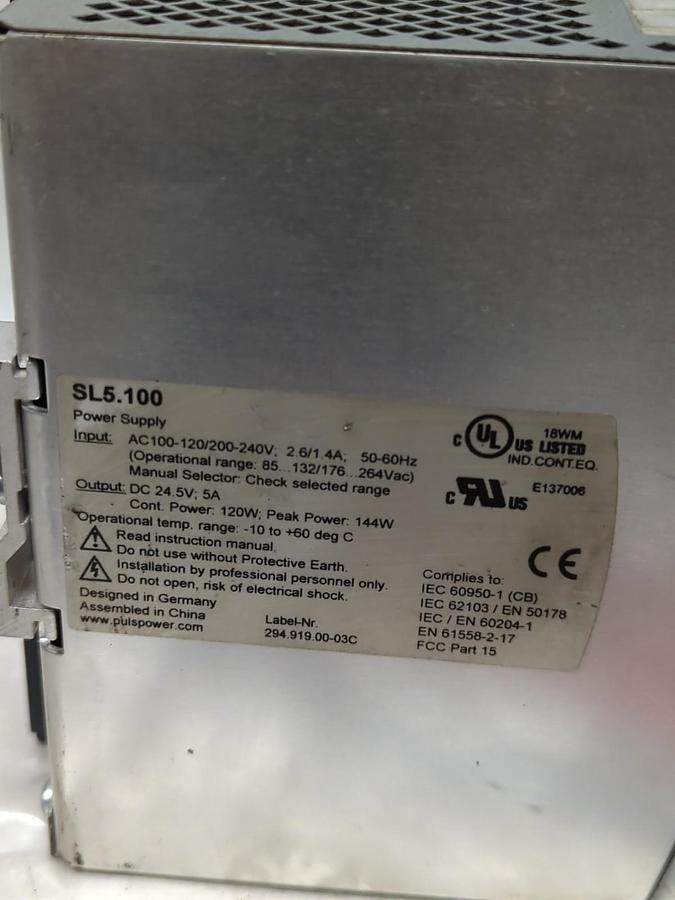 SL5.100
Power Supply
Input: AC100-120/200-240V; 2.6/1.4A; 50-60Hz
(Operational range: 85...132/176...264Vac)
Manual Selector: Check selected range
Output: DC 24.5V; 5A
Cont. Power: 120W; Peak Power: 144W
Operational temp. range: -10 to +60 deg C
Read instruction manual.
Do not use without Protective Earth.
Installation by professional personnel only.
Do not open, risk of electrical shock.
Designed in Germany
Assembled in China
www.pulspower.com
Label-Nr.
294.919.00-03C
C UL US LISTED
18WM
IND.CONT.EQ.
C RU US
E137006
CE
Complies to:
IEC 60950-1 (CB)
IEC 62103 / EN 50178
IEC / EN 60204-1
EN 61558-2-17
FCC Part 15